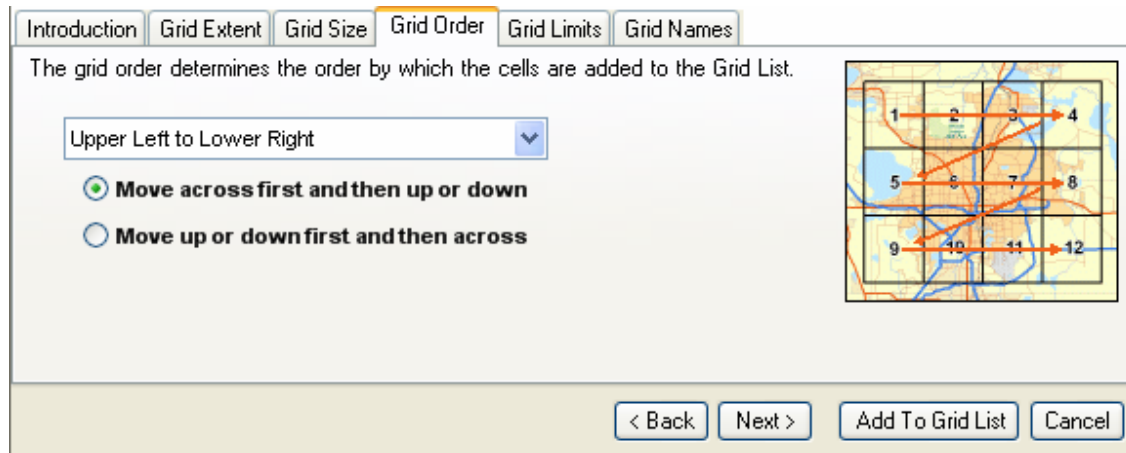 Introduction Grid Extent Grid Size Grid Order Grid Limits Grid Names
The grid order determines the order by which the cells are added to the Grid List.
Upper Left to Lower Right
Move across first and then up or down
Move up or down first and then across
1 2 3 4
5 6 7 8
9 10 11 12
< Back Next > Add To Grid List Cancel